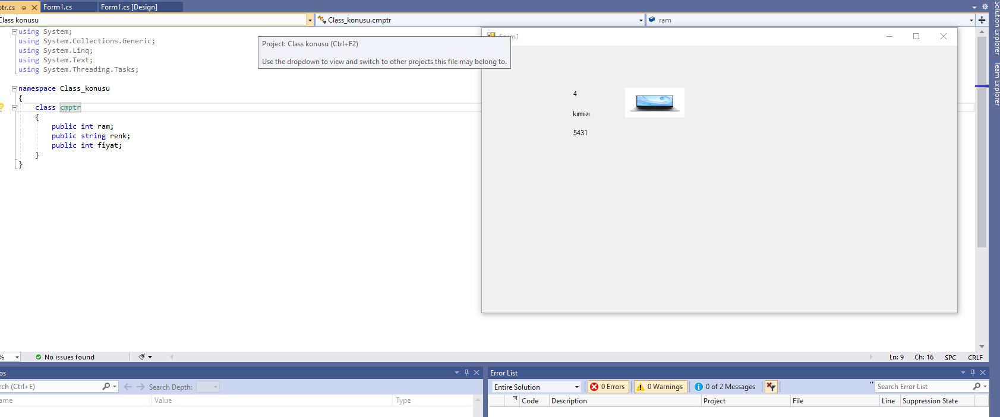 ptr.cs Form1.cs Form1.cs [Design]
Class konusu Class_konusu.cmptr ram
using System;
using System.Collections.Generic;
using System.Linq;
using System.Text;
using System.Threading.Tasks;
namespace Class_konusu
{
class cmptr
{
public int ram;
public string renk;
public int fiyat;
}
}
Project: Class konusu (Ctrl+F2)
Use the dropdown to view and switch to other projects this file may belong to.
Form1
4
kırmızı
5431
Solution Explorer
Team Explorer
% No issues found Ln: 9 Ch: 16 SPC CRLF
os
rch (Ctrl+E) Search Depth:
ame Value Type
Error List
Entire Solution 0 Errors 0 Warnings 0 of 2 Messages Search Error List
Code Description Project File Line Suppression State